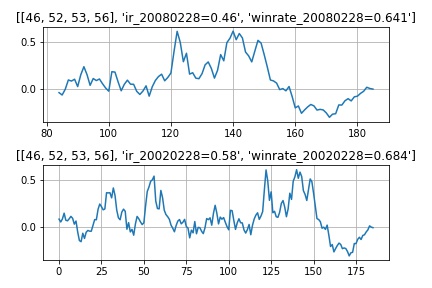 [[46, 52, 53, 56], 'ir_20080228=0.46', 'winrate_20080228=0.641']
0.5
0.0
80 100 120 140 160 180
[[46, 52, 53, 56], 'ir_20020228=0.58', 'winrate_20020228=0.684']
0.5
0.0
0 25 50 75 100 125 150 175